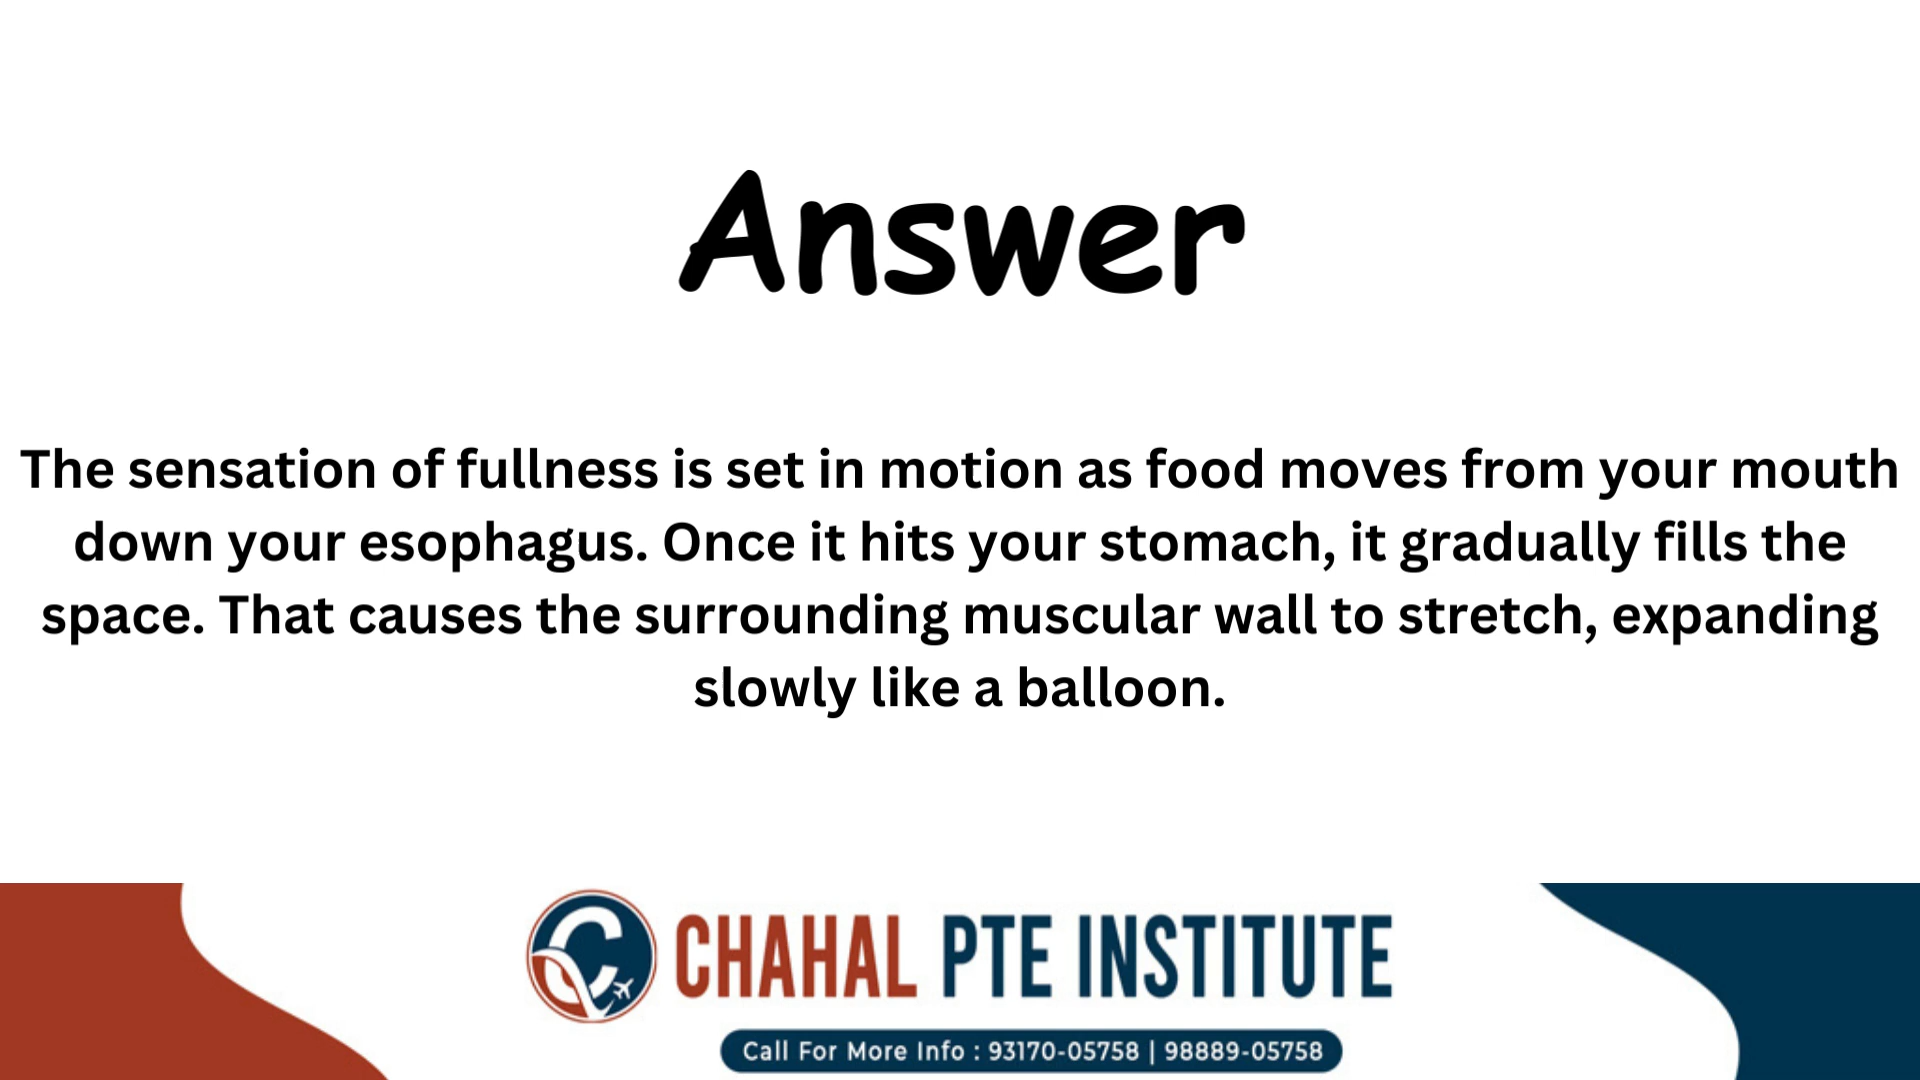 Answer
The sensation of fullness is set in motion as food moves from your mouth
down your esophagus. Once it hits your stomach, it gradually fills the
space. That causes the surrounding muscular wall to stretch, expanding
slowly like a balloon.
CHAHAL PTE INSTITUTE
Call For More Info : 93170-05758 | 98889-05758